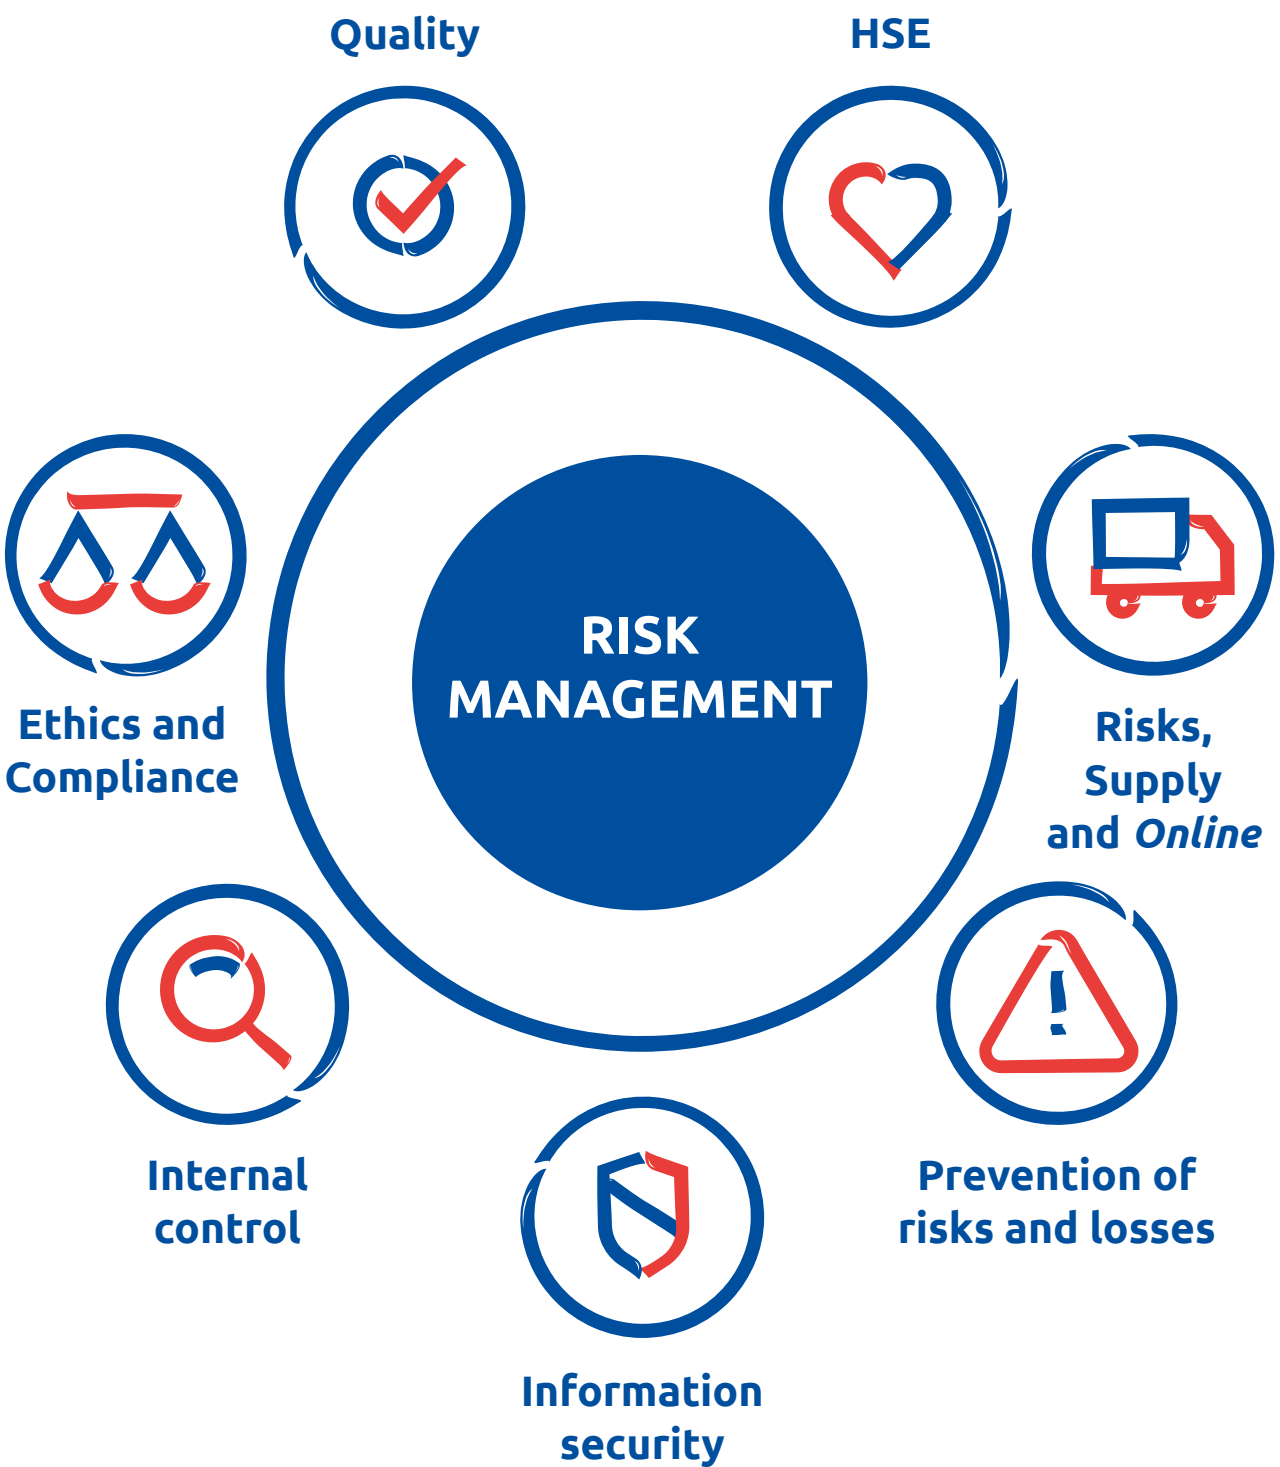 Quality
HSE
RISK
MANAGEMENT
Ethics and
Compliance
Risks,
Supply
and Online
Internal
control
Prevention of
risks and losses
Information
security